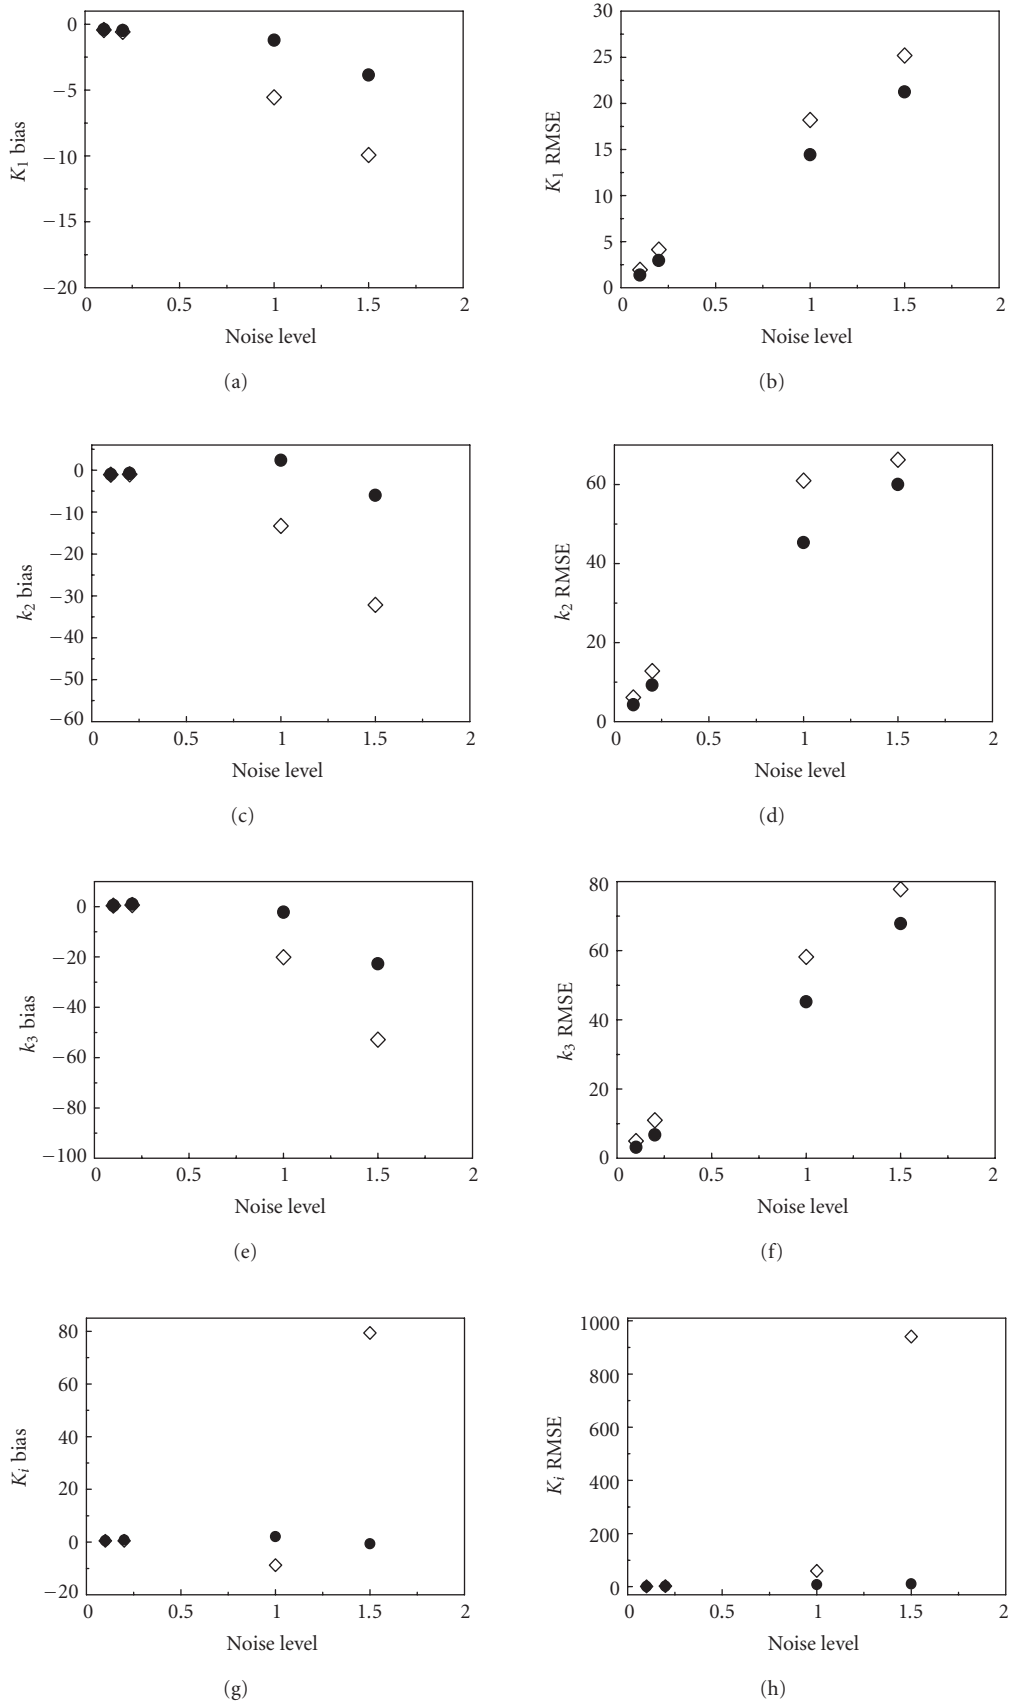 0
−5
−10
−15
−20
K1 bias
0 0.5 1 1.5 2
Noise level
(a)
30
25
20
15
10
5
0
K1 RMSE
0 0.5 1 1.5 2
Noise level
(b)
0
−10
−20
−30
−40
−50
−60
k2 bias
0 0.5 1 1.5 2
Noise level
(c)
60
40
20
0
k2 RMSE
0 0.5 1 1.5 2
Noise level
(d)
0
−20
−40
−60
−80
−100
k3 bias
0 0.5 1 1.5 2
Noise level
(e)
80
60
40
20
0
k3 RMSE
0 0.5 1 1.5 2
Noise level
(f)
80
60
40
20
0
−20
Ki bias
0 0.5 1 1.5 2
Noise level
(g)
1000
800
600
400
200
0
Ki RMSE
0 0.5 1 1.5 2
Noise level
(h)